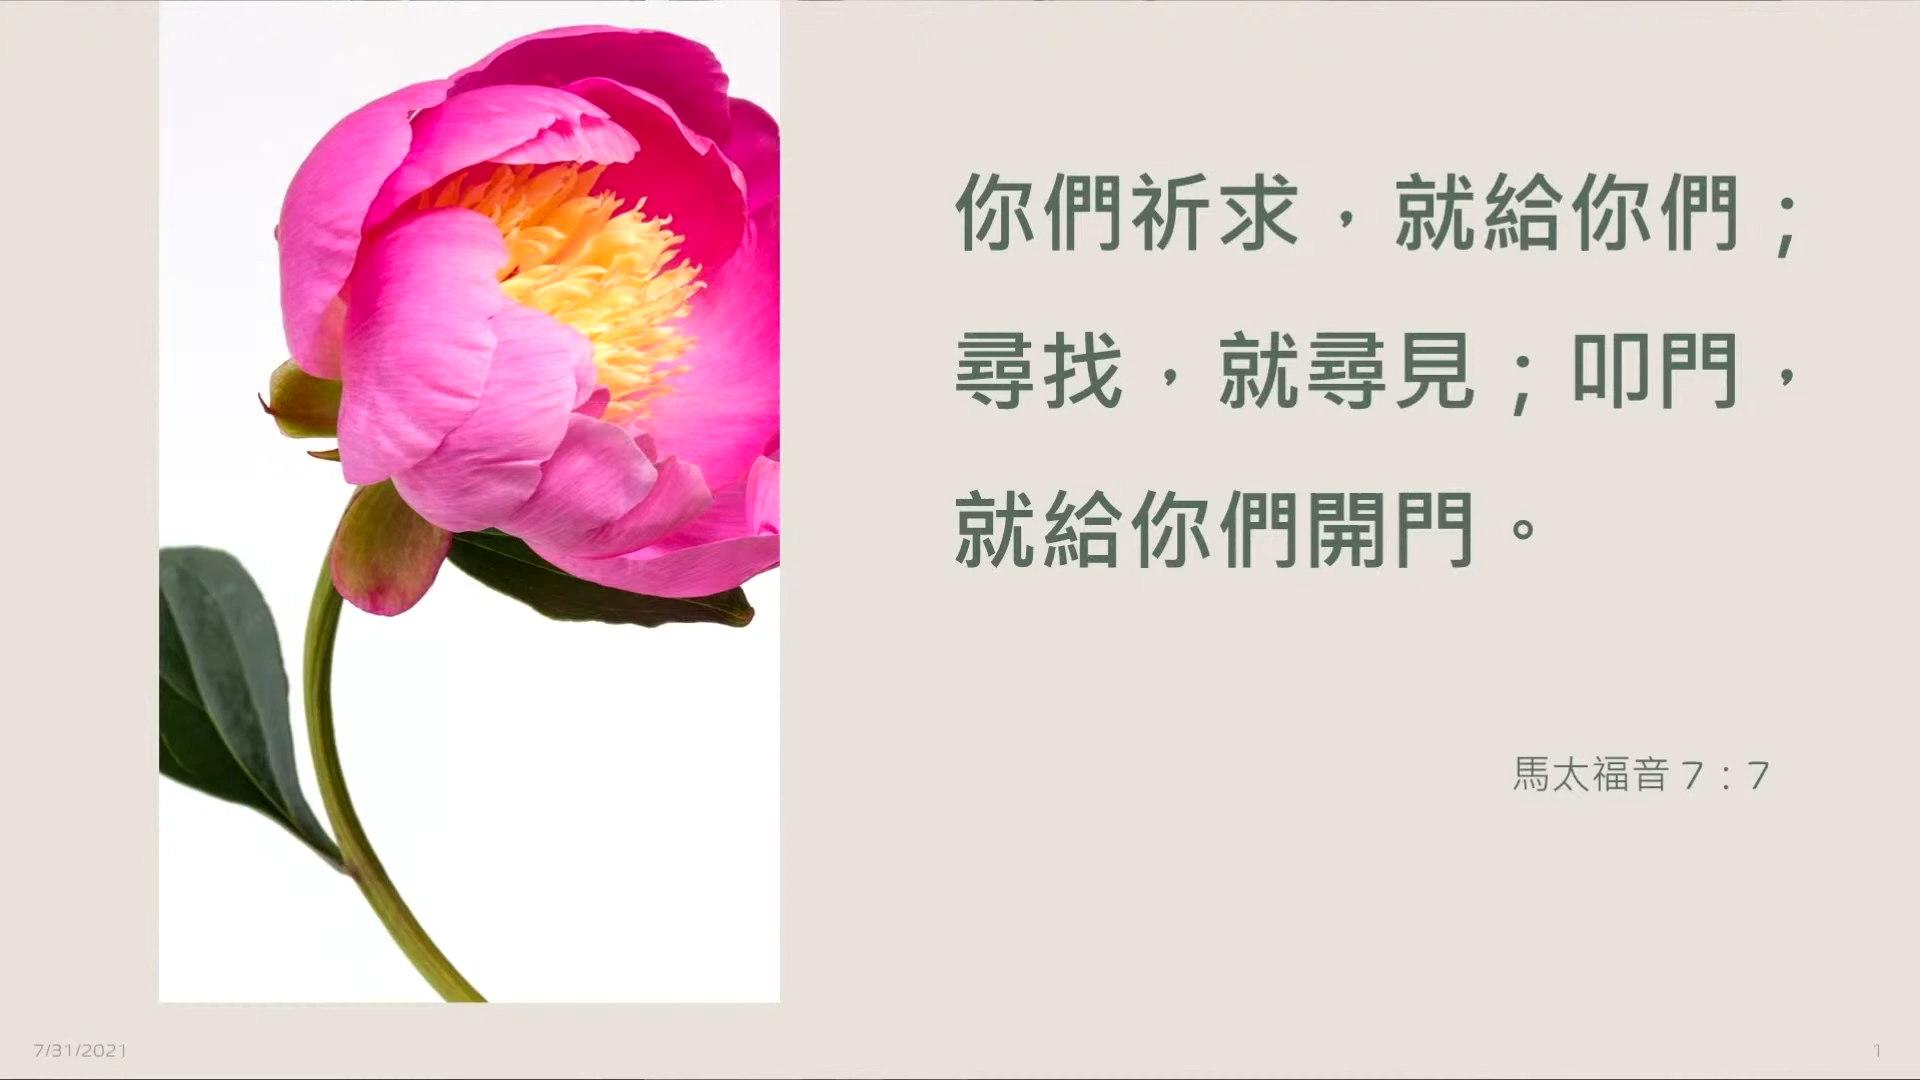 你們祈求，就給你們；
尋找，就尋見；叩門，
就給你們開門。
馬太福音 7：7
7/31/2021
1